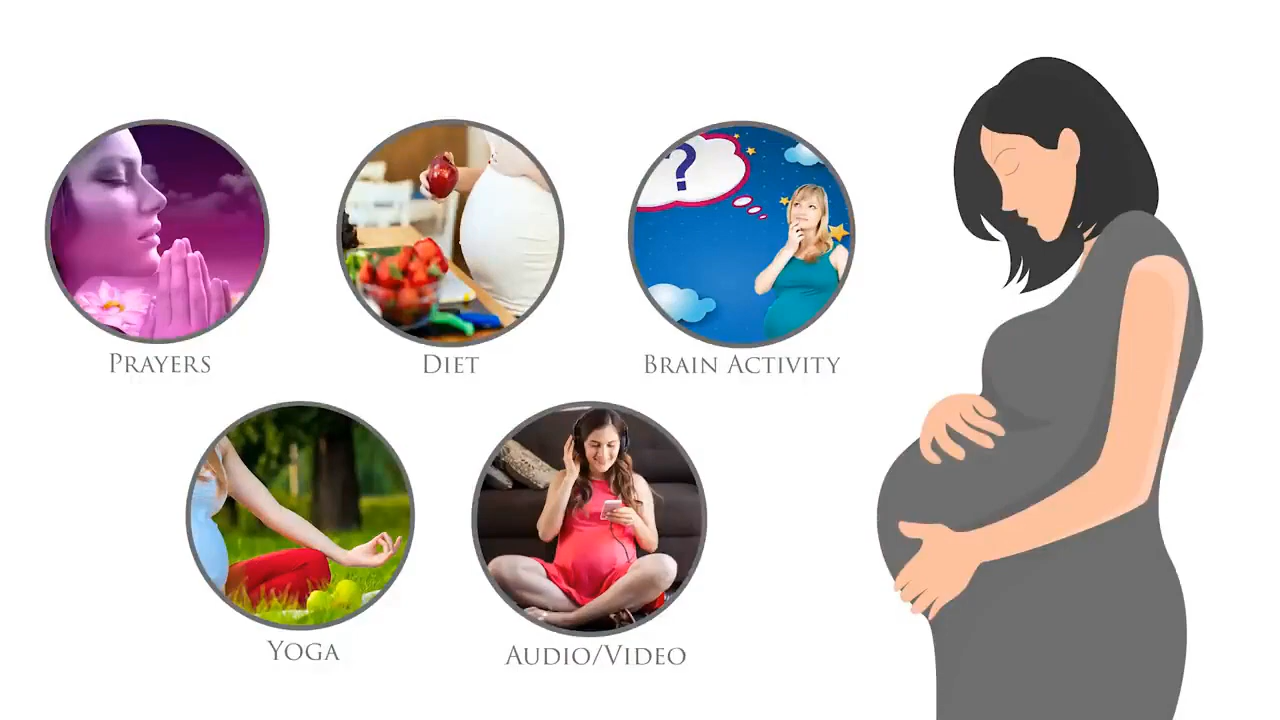 PRAYERS
DIET
BRAIN ACTIVITY
YOGA
AUDIO/VIDEO
?